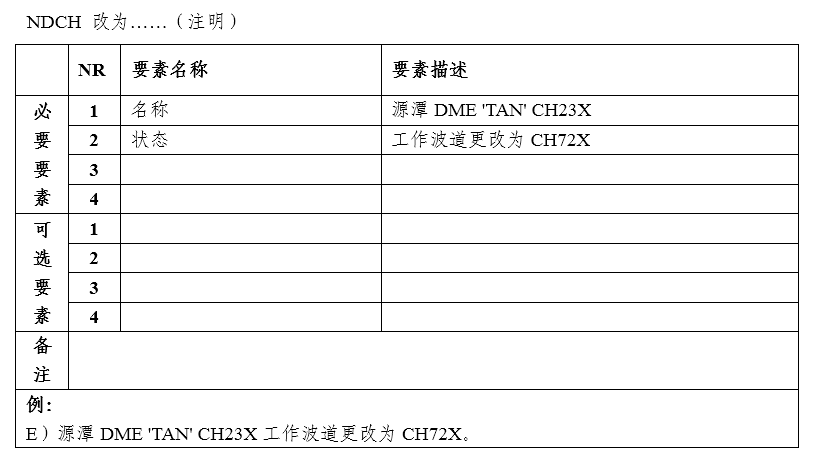 NDCH 改为……（注明）
NR 要素名称 要素描述
必要要素
1 名称 源潭 DME 'TAN' CH23X
2 状态 工作波道更改为 CH72X
3
4
可选要素
1
2
3
4
备注
例：
E）源潭 DME 'TAN' CH23X 工作波道更改为 CH72X。